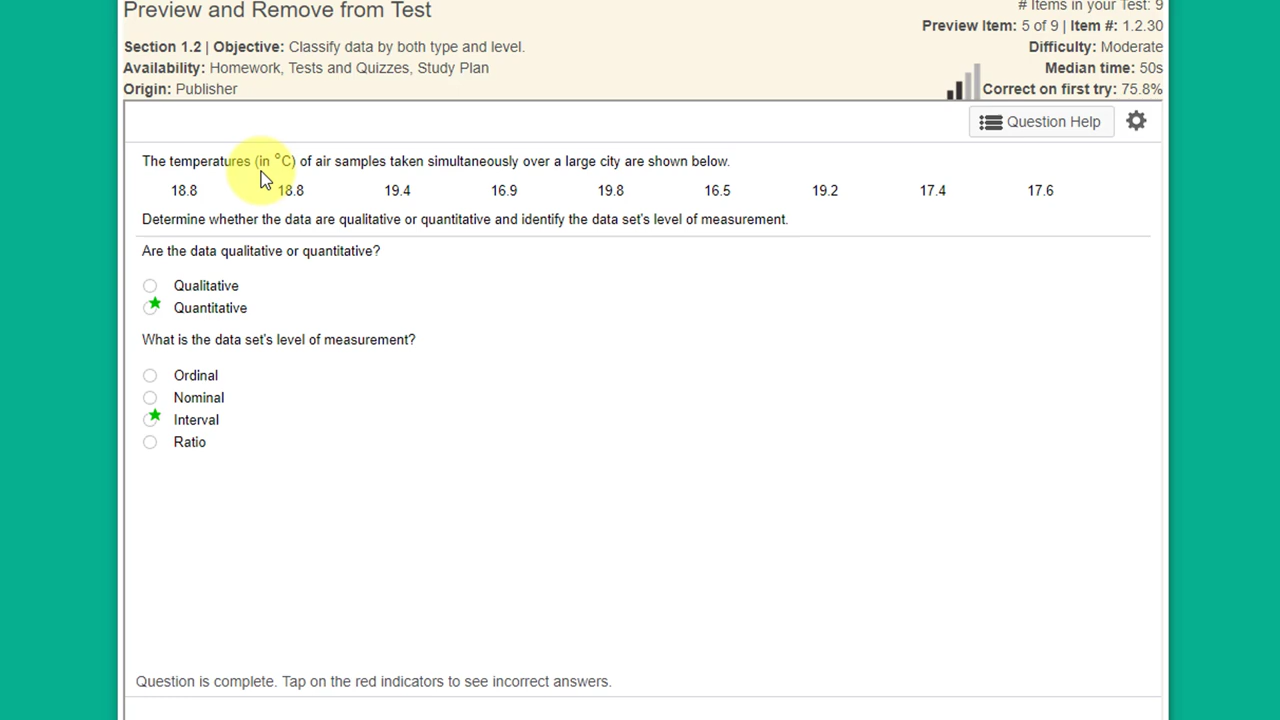 Preview and Remove from Test
# Items in your Test: 9
Preview Item: 5 of 9 | Item #: 1.2.30
Section 1.2 | Objective: Classify data by both type and level.
Difficulty: Moderate
Availability: Homework, Tests and Quizzes, Study Plan
Median time: 50s
Origin: Publisher
Correct on first try: 75.8%
Question Help
The temperatures (in °C) of air samples taken simultaneously over a large city are shown below.
18.8 18.8 19.4 16.9 19.8 16.5 19.2 17.4 17.6
Determine whether the data are qualitative or quantitative and identify the data set's level of measurement.
Are the data qualitative or quantitative?
Qualitative
Quantitative
What is the data set's level of measurement?
Ordinal
Nominal
Interval
Ratio
Question is complete. Tap on the red indicators to see incorrect answers.